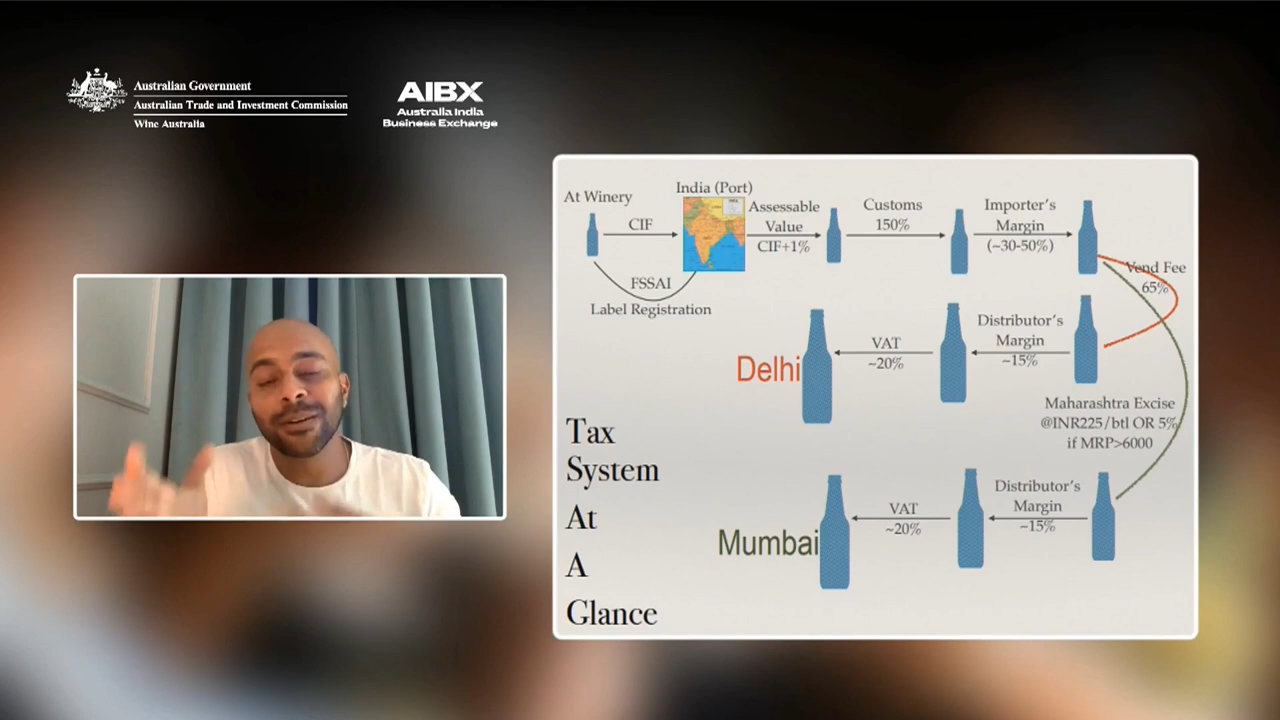 Australian Government
Australian Trade and Investment Commission
Wine Australia
AIBX
Australia India
Business Exchange
At Winery
CIF
India (Port)
Assessable
Value
CIF+1%
Customs
150%
Importer's
Margin
(~30-50%)
FSSAI
Label Registration
Vend Fee
65%
Distributor's
Margin
~15%
VAT
~20%
Delhi
Maharashtra Excise
@INR225/btl OR 5%
if MRP>6000
Distributor's
Margin
~15%
VAT
~20%
Mumbai
Tax
System
At
A
Glance